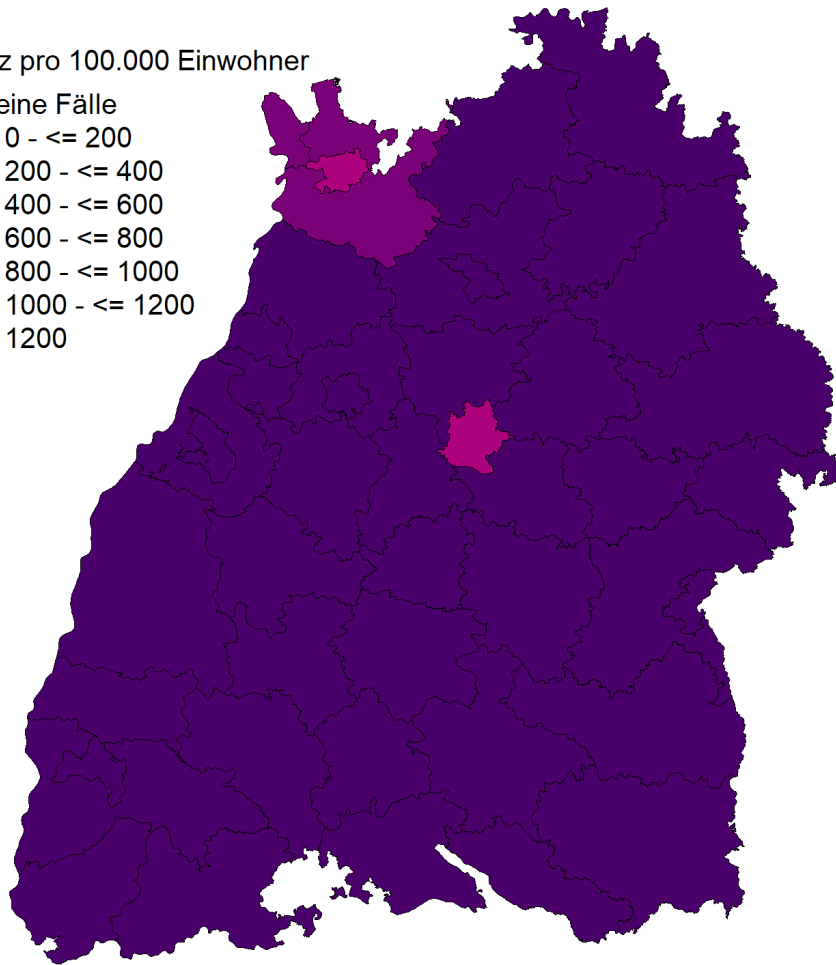 z pro 100.000 Einwohner
eine Fälle
0 - <= 200
200 - <= 400
400 - <= 600
600 - <= 800
800 - <= 1000
1000 - <= 1200
1200